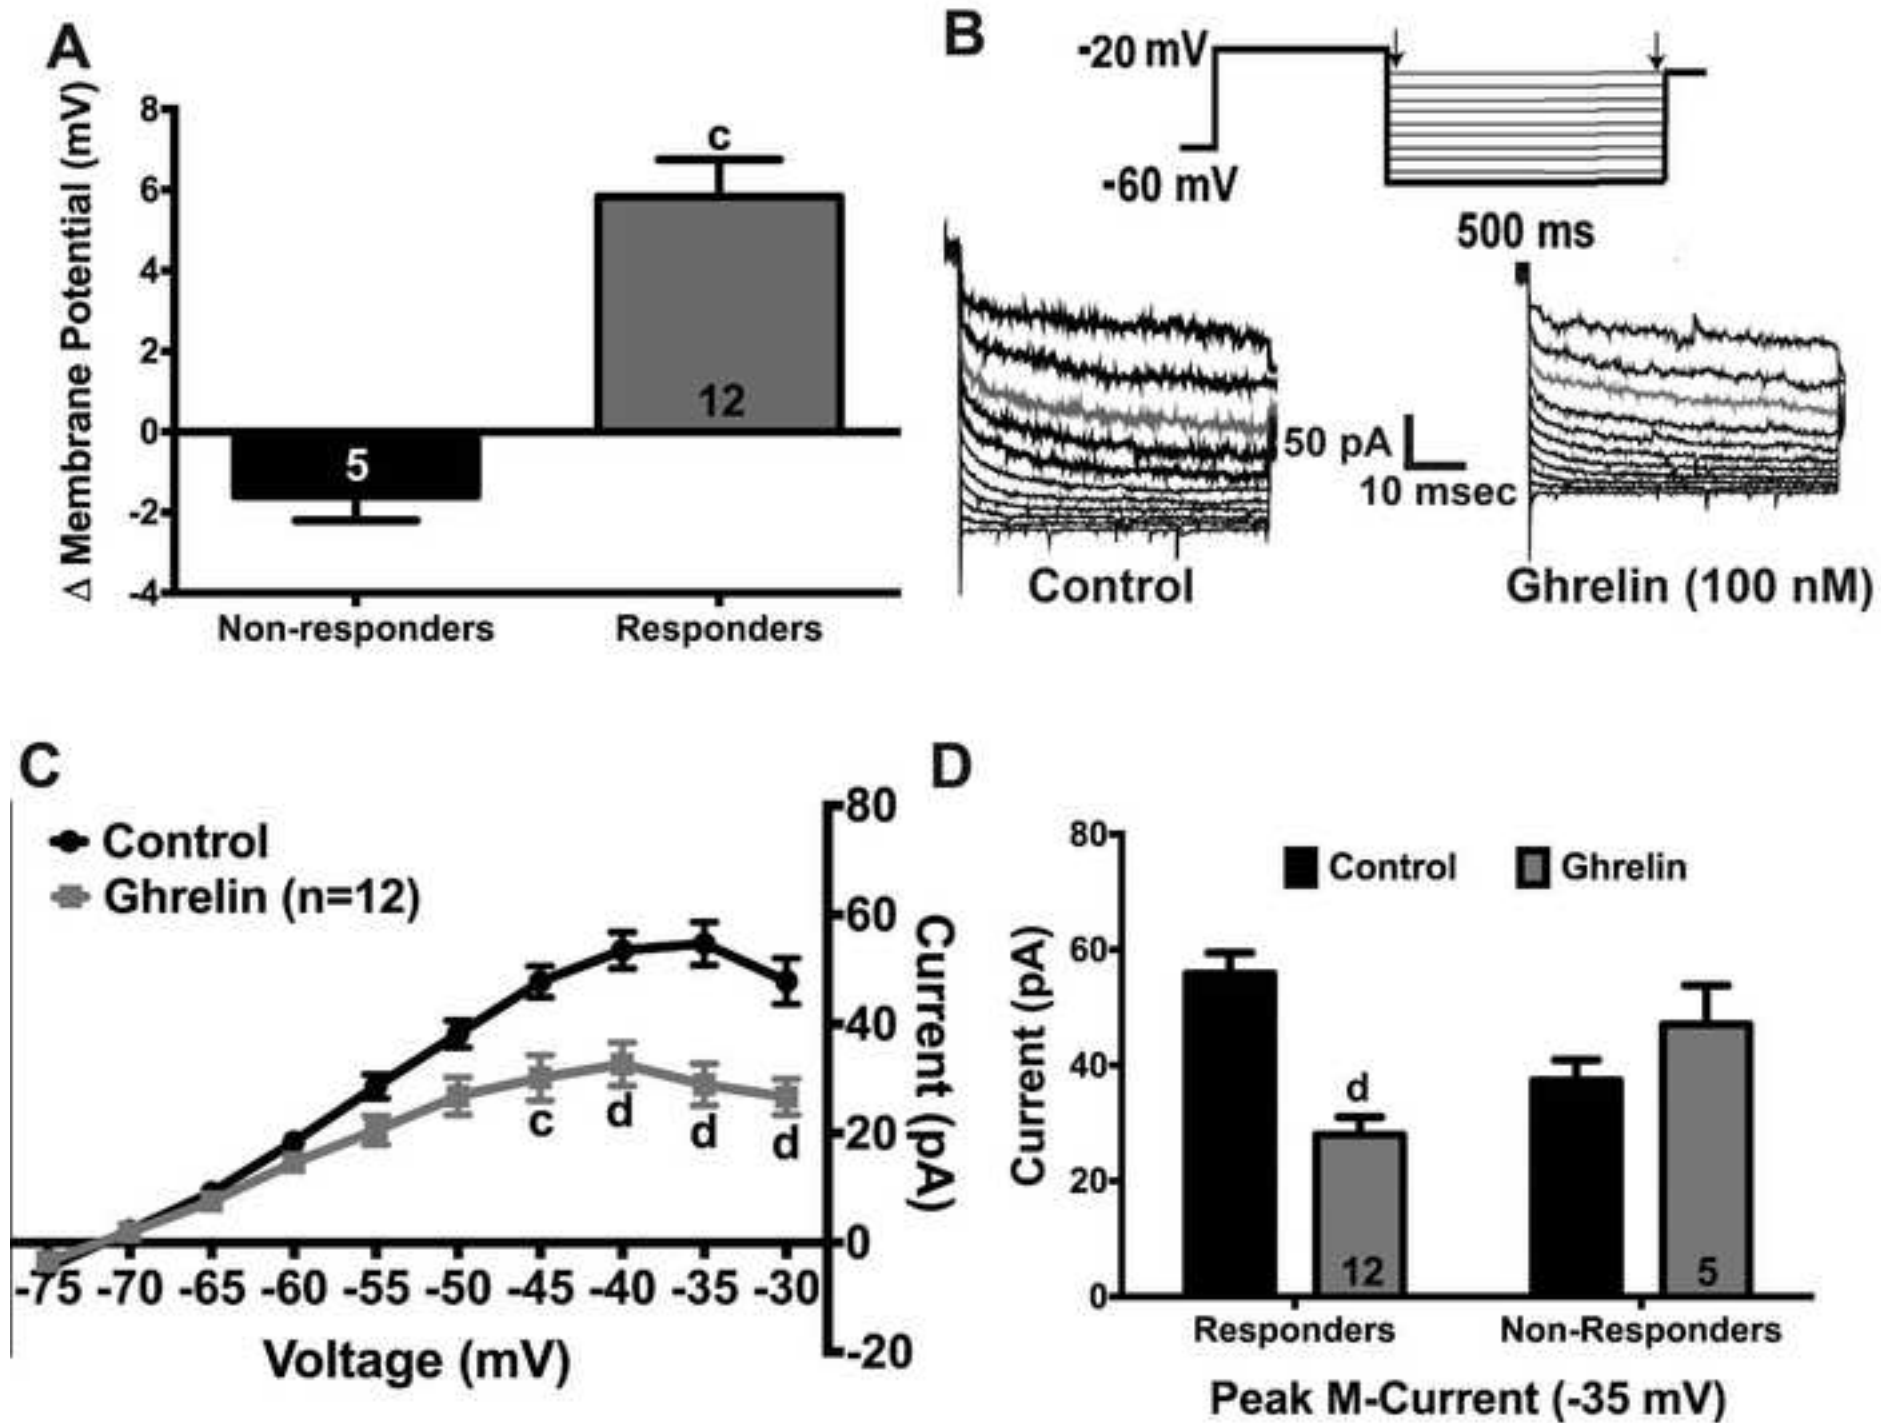 A
Δ Membrane Potential (mV)
8
6
4
2
0
-2
-4
c
12
5
Non-responders
Responders
B
-20 mV
-60 mV
500 ms
50 pA
10 msec
Control
Ghrelin (100 nM)
C
Control
Ghrelin (n=12)
80
60
40
20
0
-20
Current (pA)
c
d
d
d
-75 -70 -65 -60 -55 -50 -45 -40 -35 -30
Voltage (mV)
D
Control
Ghrelin
Current (pA)
80
60
40
20
0
d
12
5
Responders
Non-Responders
Peak M-Current (-35 mV)